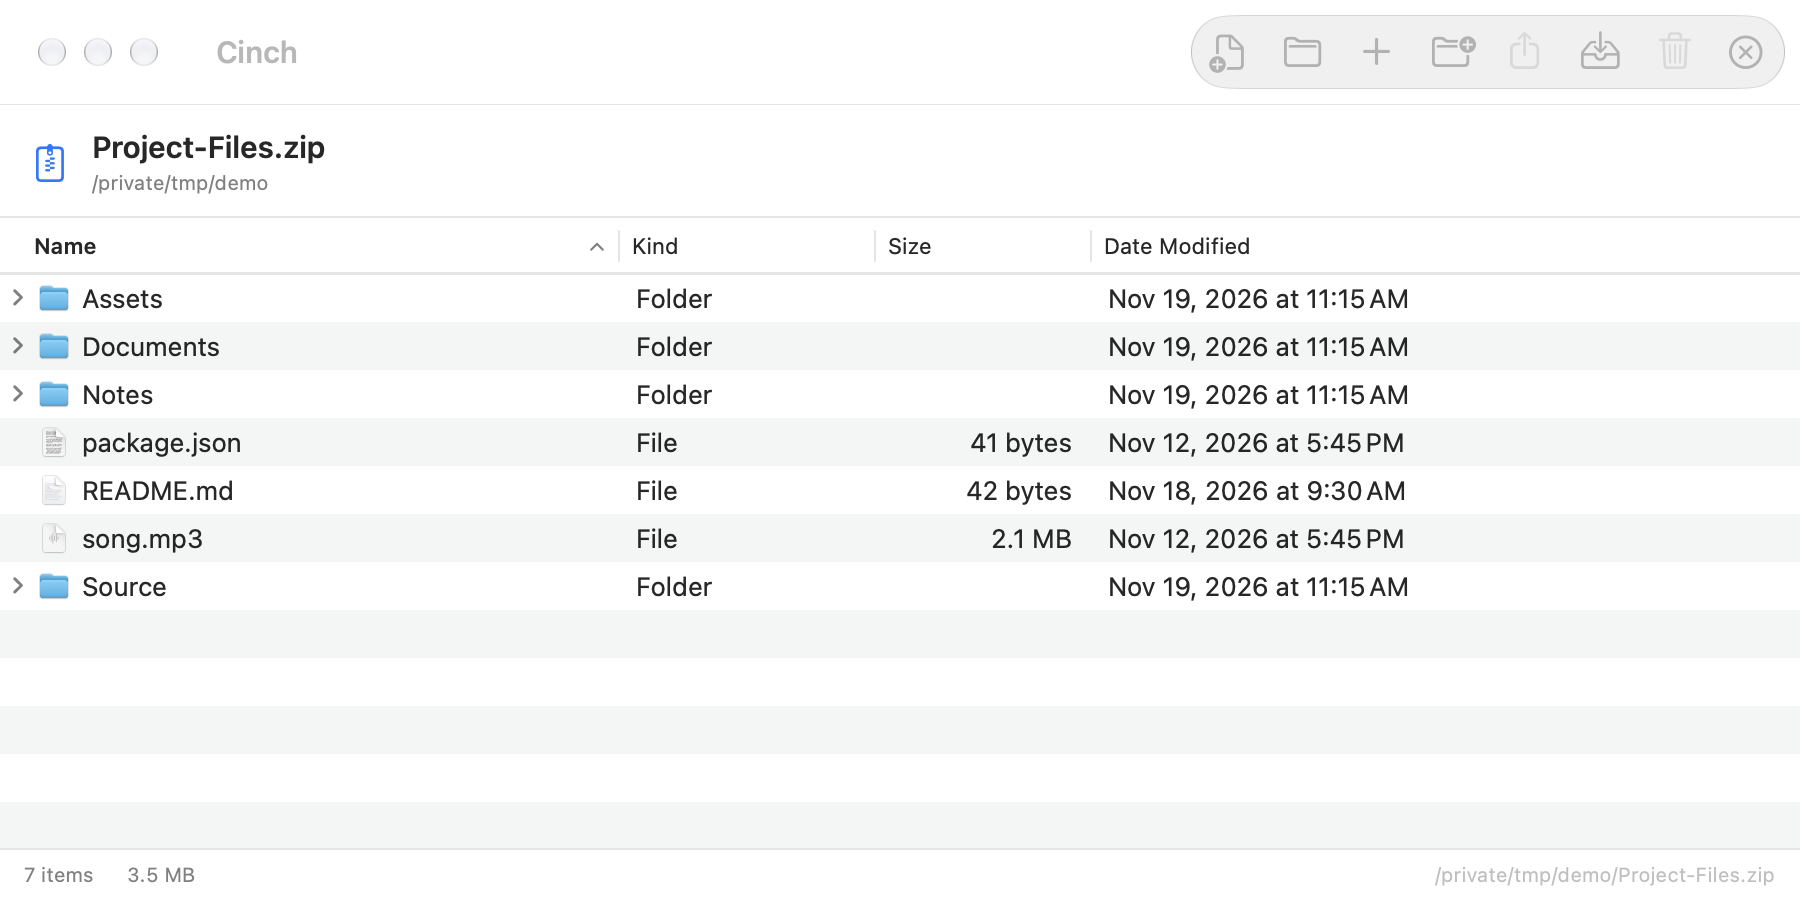 Cinch
Project-Files.zip
/private/tmp/demo
Name Kind Size Date Modified
Assets Folder Nov 19, 2026 at 11:15 AM
Documents Folder Nov 19, 2026 at 11:15 AM
Notes Folder Nov 19, 2026 at 11:15 AM
package.json File 41 bytes Nov 12, 2026 at 5:45 PM
README.md File 42 bytes Nov 18, 2026 at 9:30 AM
song.mp3 File 2.1 MB Nov 12, 2026 at 5:45 PM
Source Folder Nov 19, 2026 at 11:15 AM
7 items 3.5 MB /private/tmp/demo/Project-Files.zip